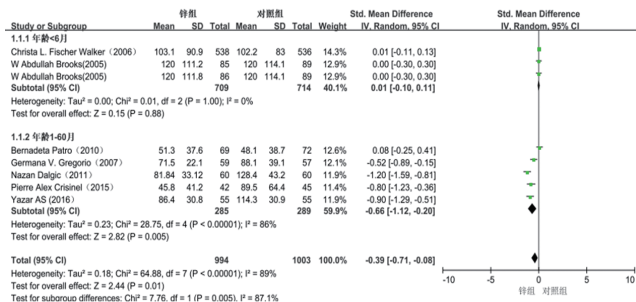 锌组 对照组 Std. Mean Difference Std. Mean Difference
Study or Subgroup Mean SD Total Mean SD Total Weight IV, Random, 95% CI IV, Random, 95% CI
1.1.1 年龄<6月
Christa L. Fischer Walker（2006） 103.1 90.9 538 102.2 83 536 14.3% 0.01 [-0.11, 0.13]
W Abdullah Brooks(2005) 120 111.2 85 120 114.1 89 12.9% 0.00 [-0.30, 0.30]
W Abdullah Brooks(2005) 120 111.8 86 120 114.1 89 12.9% 0.00 [-0.30, 0.30]
Subtotal (95% CI) 709 714 40.1% 0.01 [-0.10, 0.11]
Heterogeneity: Tau² = 0.00; Chi² = 0.01, df = 2 (P = 1.00); I² = 0%
Test for overall effect: Z = 0.15 (P = 0.88)
1.1.2 年龄1-60月
Bernadeta Patro（2010） 51.3 37.6 69 48.1 38.7 72 12.6% 0.08 [-0.25, 0.41]
Germana V. Gregorio（2007） 71.5 22.1 59 88.1 39.1 57 12.2% -0.52 [-0.89, -0.15]
Nazan Dalgic（2011） 81.84 33.12 60 128.4 43.2 60 11.9% -1.20 [-1.59, -0.81]
Pierre Alex Crisinel（2015） 45.8 41.2 42 89.5 64.4 45 11.4% -0.80 [-1.23, -0.36]
Yazar AS (2016) 86.4 30.8 55 114.3 30.9 55 11.9% -0.90 [-1.29, -0.51]
Subtotal (95% CI) 285 289 59.9% -0.66 [-1.12, -0.20]
Heterogeneity: Tau² = 0.23; Chi² = 28.75, df = 4 (P < 0.00001); I² = 86%
Test for overall effect: Z = 2.82 (P = 0.005)
Total (95% CI) 994 1003 100.0% -0.39 [-0.71, -0.08]
Heterogeneity: Tau² = 0.18; Chi² = 64.88, df = 7 (P < 0.00001); I² = 89%
Test for overall effect: Z = 2.44 (P = 0.01)
Test for subgroup differences: Chi² = 7.76, df = 1 (P = 0.005), I² = 87.1%
-10 -5 0 5 10
锌组 对照组